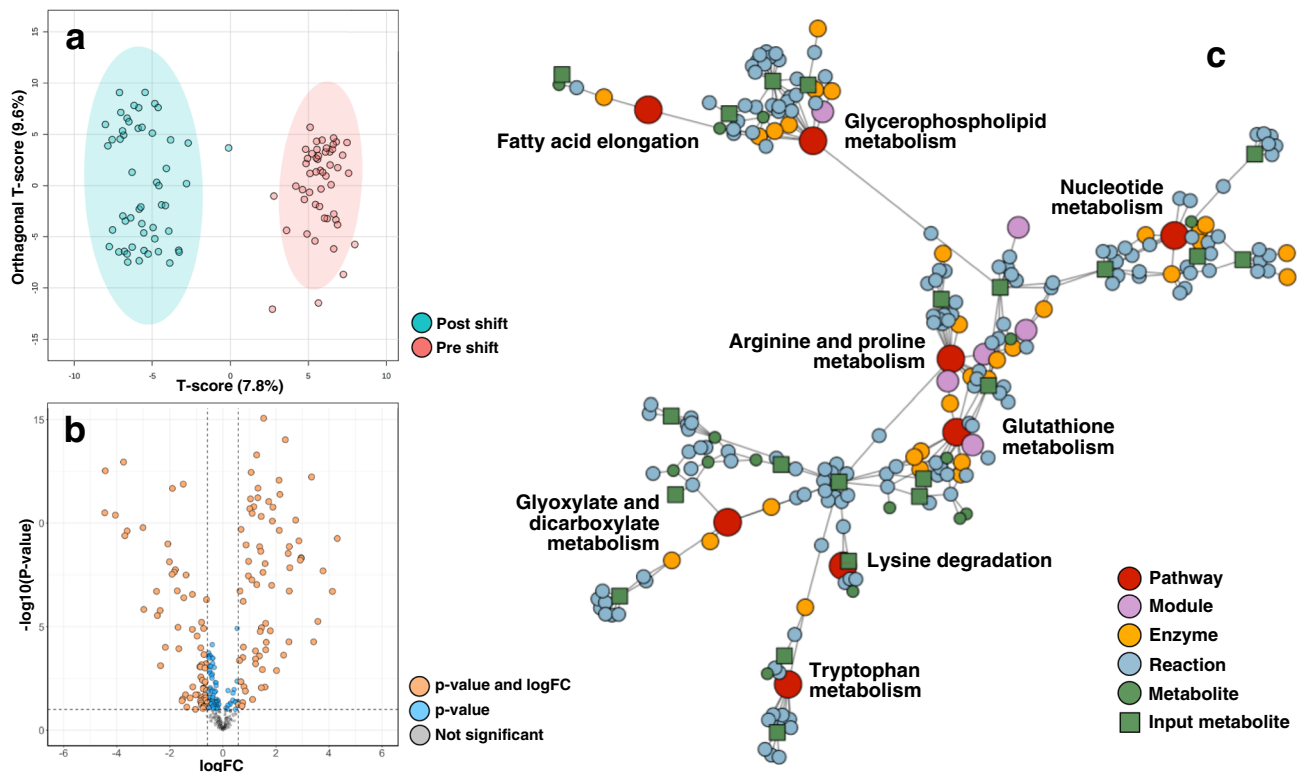 a
Orthagonal T-score (9.6%)
15
10
5
0
-5
-10
-15
-10
-5
0
5
10
T-score (7.8%)
Post shift
Pre shift
b
-log10(P-value)
15
0
5
0
-6
-4
-2
0
2
4
6
logFC
p-value and logFC
p-value
Not significant
c
Fatty acid elongation
Glycerophospholipid
metabolism
Nucleotide
metabolism
Arginine and proline
metabolism
Glutathione
metabolism
Glyoxylate and
dicarboxylate
metabolism
Lysine degradation
Tryptophan
metabolism
Pathway
Module
Enzyme
Reaction
Metabolite
Input metabolite